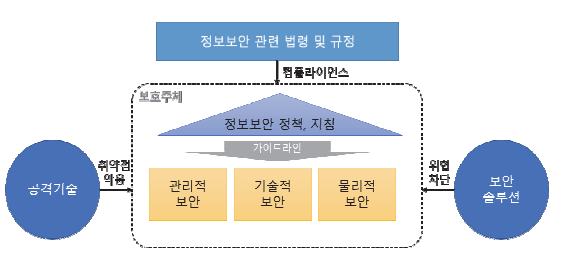 정보보안 관련 법령 및 규정
컴플라이언스
보호주체
정보보안 정책, 지침
가이드라인
공격기술
취약점
악용
관리적
보안
기술적
보안
물리적
보안
위협
차단
보안
솔루션